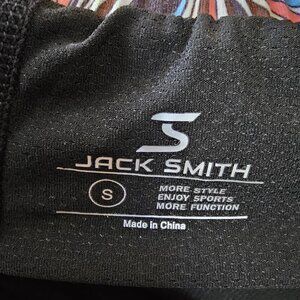 JACK SMITH
S
MORE STYLE
ENJOY SPORTS
MORE FUNCTION
Made in China